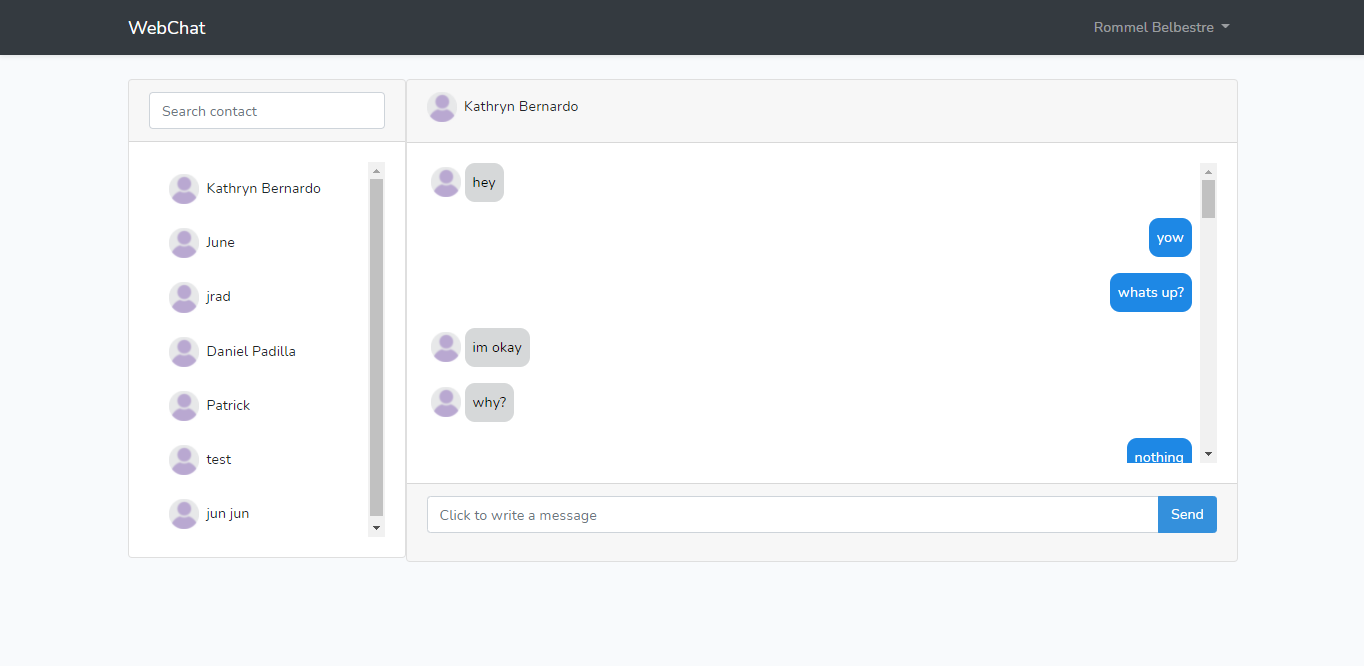 WebChat
Rommel Belbestre
Search contact
Kathryn Bernardo
June
jrad
Daniel Padilla
Patrick
test
jun jun
Kathryn Bernardo
hey
yow
whats up?
im okay
why?
nothing
Click to write a message
Send